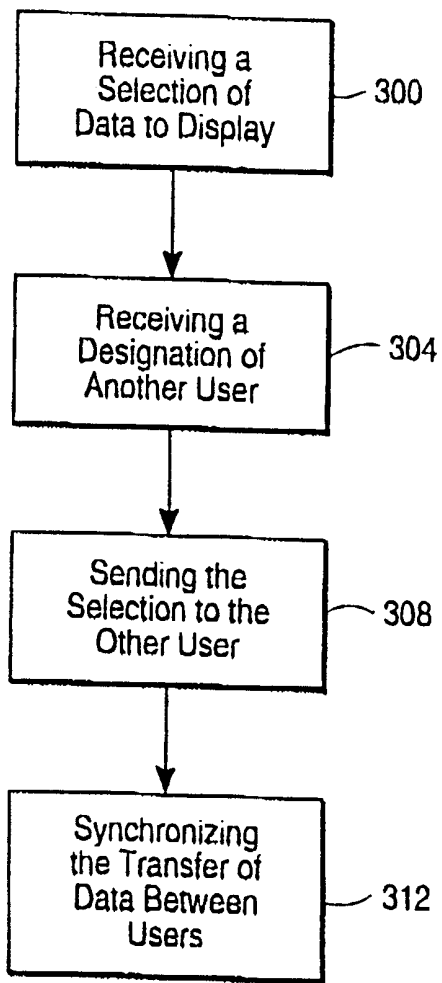 Receiving a
Selection of
Data to Display
300
Receiving a
Designation of
Another User
304
Sending the
Selection to the
Other User
308
Synchronizing
the Transfer of
Data Between
Users
312